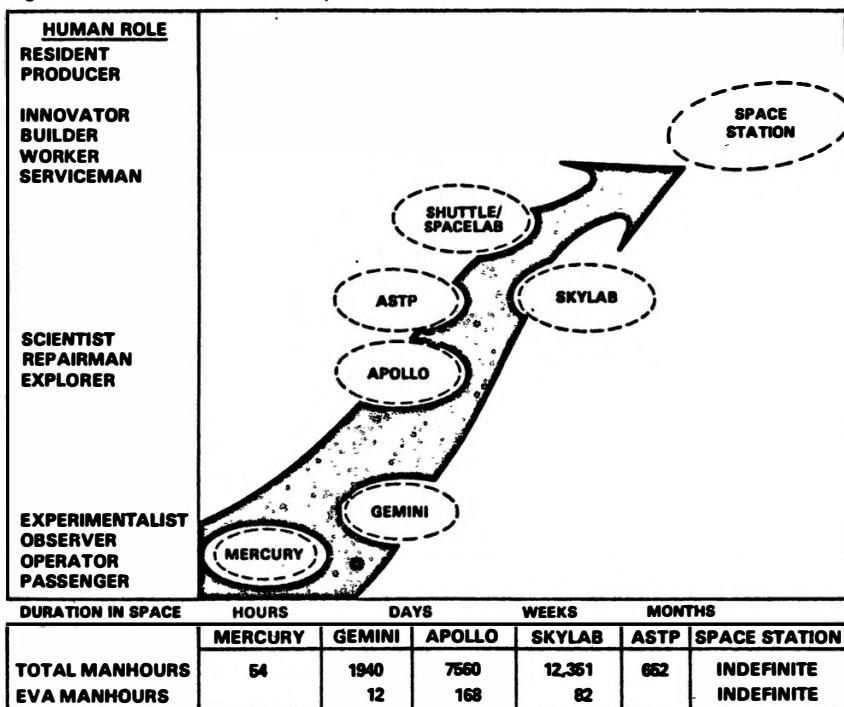 HUMAN ROLE
RESIDENT
PRODUCER
INNOVATOR
BUILDER
WORKER
SERVICEMAN
SCIENTIST
REPAIRMAN
EXPLORER
EXPERIMENTALIST
OBSERVER
OPERATOR
PASSENGER
SPACE
STATION
SHUTTLE/
SPACELAB
ASTP
SKYLAB
APOLLO
GEMINI
MERCURY
DURATION IN SPACE HOURS DAYS WEEKS MONTHS
MERCURY GEMINI APOLLO SKYLAB ASTP SPACE STATION
TOTAL MANHOURS 54 1940 7560 12,351 652 INDEFINITE
EVA MANHOURS 12 168 82 INDEFINITE